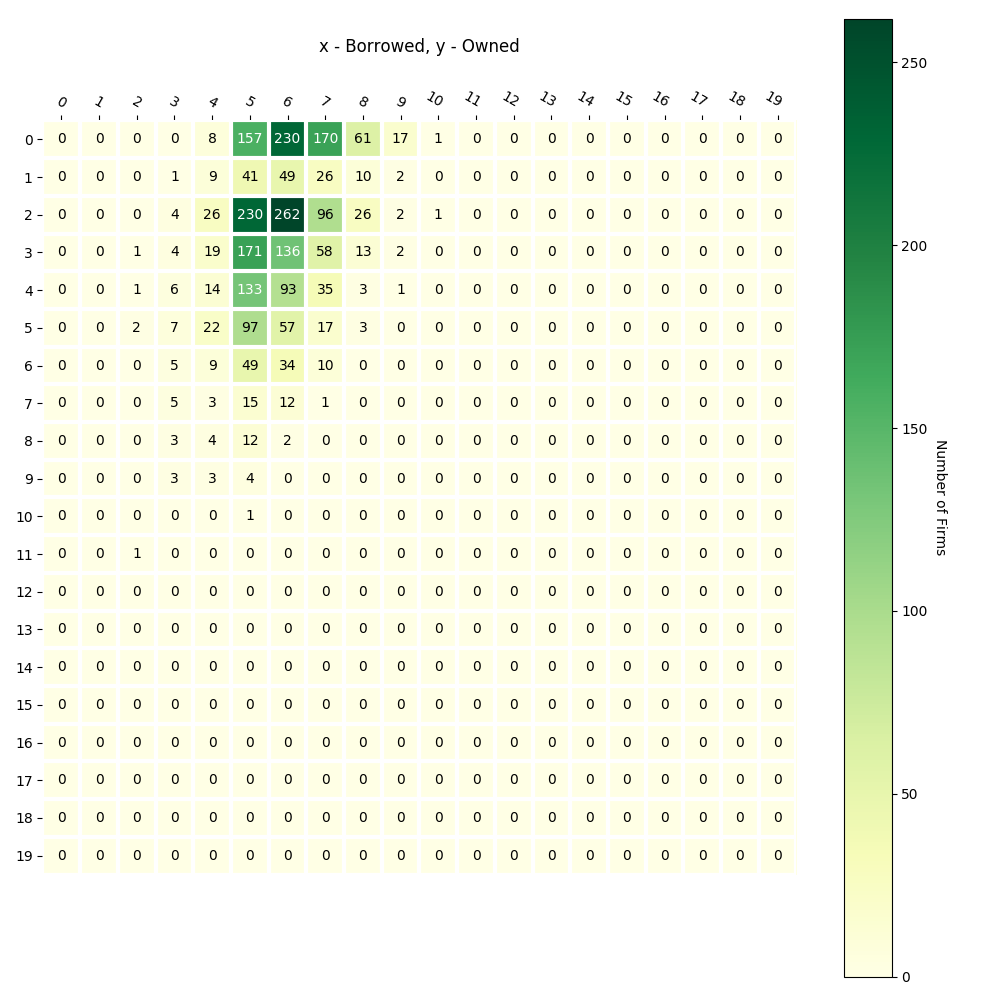 x - Borrowed, y - Owned
0 1 2 3 4 5 6 7 8 9 10 11 12 13 14 15 16 17 18 19
0 0 0 0 0 8 157 230 170 61 17 1 0 0 0 0 0 0 0 0 0
1 0 0 0 1 9 41 49 26 10 2 0 0 0 0 0 0 0 0 0 0
2 0 0 0 4 26 230 262 96 26 2 1 0 0 0 0 0 0 0 0 0
3 0 0 1 4 19 171 136 58 13 2 0 0 0 0 0 0 0 0 0 0
4 0 0 1 6 14 133 93 35 3 1 0 0 0 0 0 0 0 0 0 0
5 0 0 2 7 22 97 57 17 3 0 0 0 0 0 0 0 0 0 0 0
6 0 0 0 5 9 49 34 10 0 0 0 0 0 0 0 0 0 0 0 0
7 0 0 0 5 3 15 12 1 0 0 0 0 0 0 0 0 0 0 0 0
8 0 0 0 3 4 12 2 0 0 0 0 0 0 0 0 0 0 0 0 0
9 0 0 0 3 3 4 0 0 0 0 0 0 0 0 0 0 0 0 0 0
10 0 0 0 0 0 1 0 0 0 0 0 0 0 0 0 0 0 0 0 0
11 0 0 1 0 0 0 0 0 0 0 0 0 0 0 0 0 0 0 0 0
12 0 0 0 0 0 0 0 0 0 0 0 0 0 0 0 0 0 0 0 0
13 0 0 0 0 0 0 0 0 0 0 0 0 0 0 0 0 0 0 0 0
14 0 0 0 0 0 0 0 0 0 0 0 0 0 0 0 0 0 0 0 0
15 0 0 0 0 0 0 0 0 0 0 0 0 0 0 0 0 0 0 0 0
16 0 0 0 0 0 0 0 0 0 0 0 0 0 0 0 0 0 0 0 0
17 0 0 0 0 0 0 0 0 0 0 0 0 0 0 0 0 0 0 0 0
18 0 0 0 0 0 0 0 0 0 0 0 0 0 0 0 0 0 0 0 0
19 0 0 0 0 0 0 0 0 0 0 0 0 0 0 0 0 0 0 0 0
250
200
150
100
50
0
Number of Firms